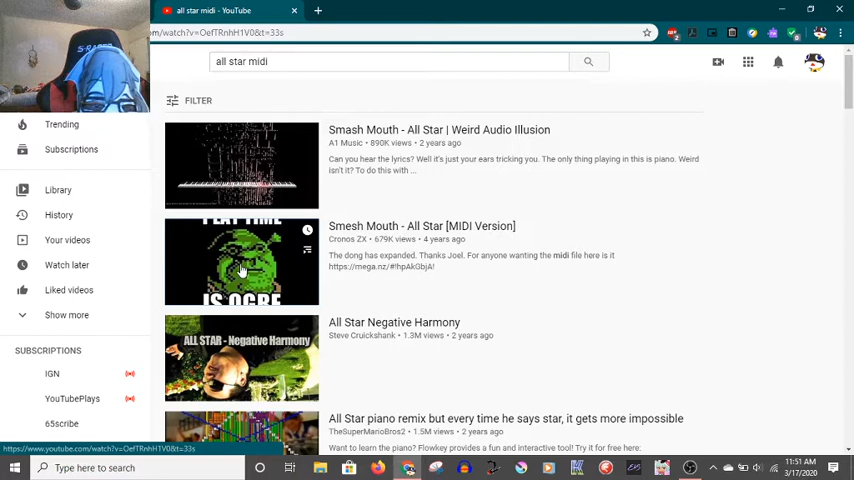 all star midi - YouTube
om/watch?v=OefTRnhH1V0&t=33s
all star midi
FILTER
Trending
Subscriptions
Library
History
Your videos
Watch later
Liked videos
Show more
SUBSCRIPTIONS
IGN
YouTubePlays
65scribe
Smash Mouth - All Star | Weird Audio Illusion
A1 Music • 890K views • 2 years ago
Can you hear the lyrics? Well it's just your ears tricking you. The only thing playing in this is piano. Weird
isn't it? To do this with ...
PLAY TIME
IS OGRE
Smesh Mouth - All Star [MIDI Version]
Cronos ZX • 679K views • 4 years ago
The dong has expanded. Thanks Joel. For anyone wanting the midi file here is it
https://mega.nz/#!hpAkGbjA!
ALL STAR - Negative Harmony
All Star Negative Harmony
Steve Cruickshank • 1.3M views • 2 years ago
All Star piano remix but every time he says star, it gets more impossible
TheSuperMarioBros2 • 1.5M views • 2 years ago
Want to learn the piano? Flowkey provides a fun and interactive tool! Try it for free here:
https://www.youtube.com/watch?v=OefTRnhH1V0&t=33s
Type here to search
11:51 AM
3/17/2020